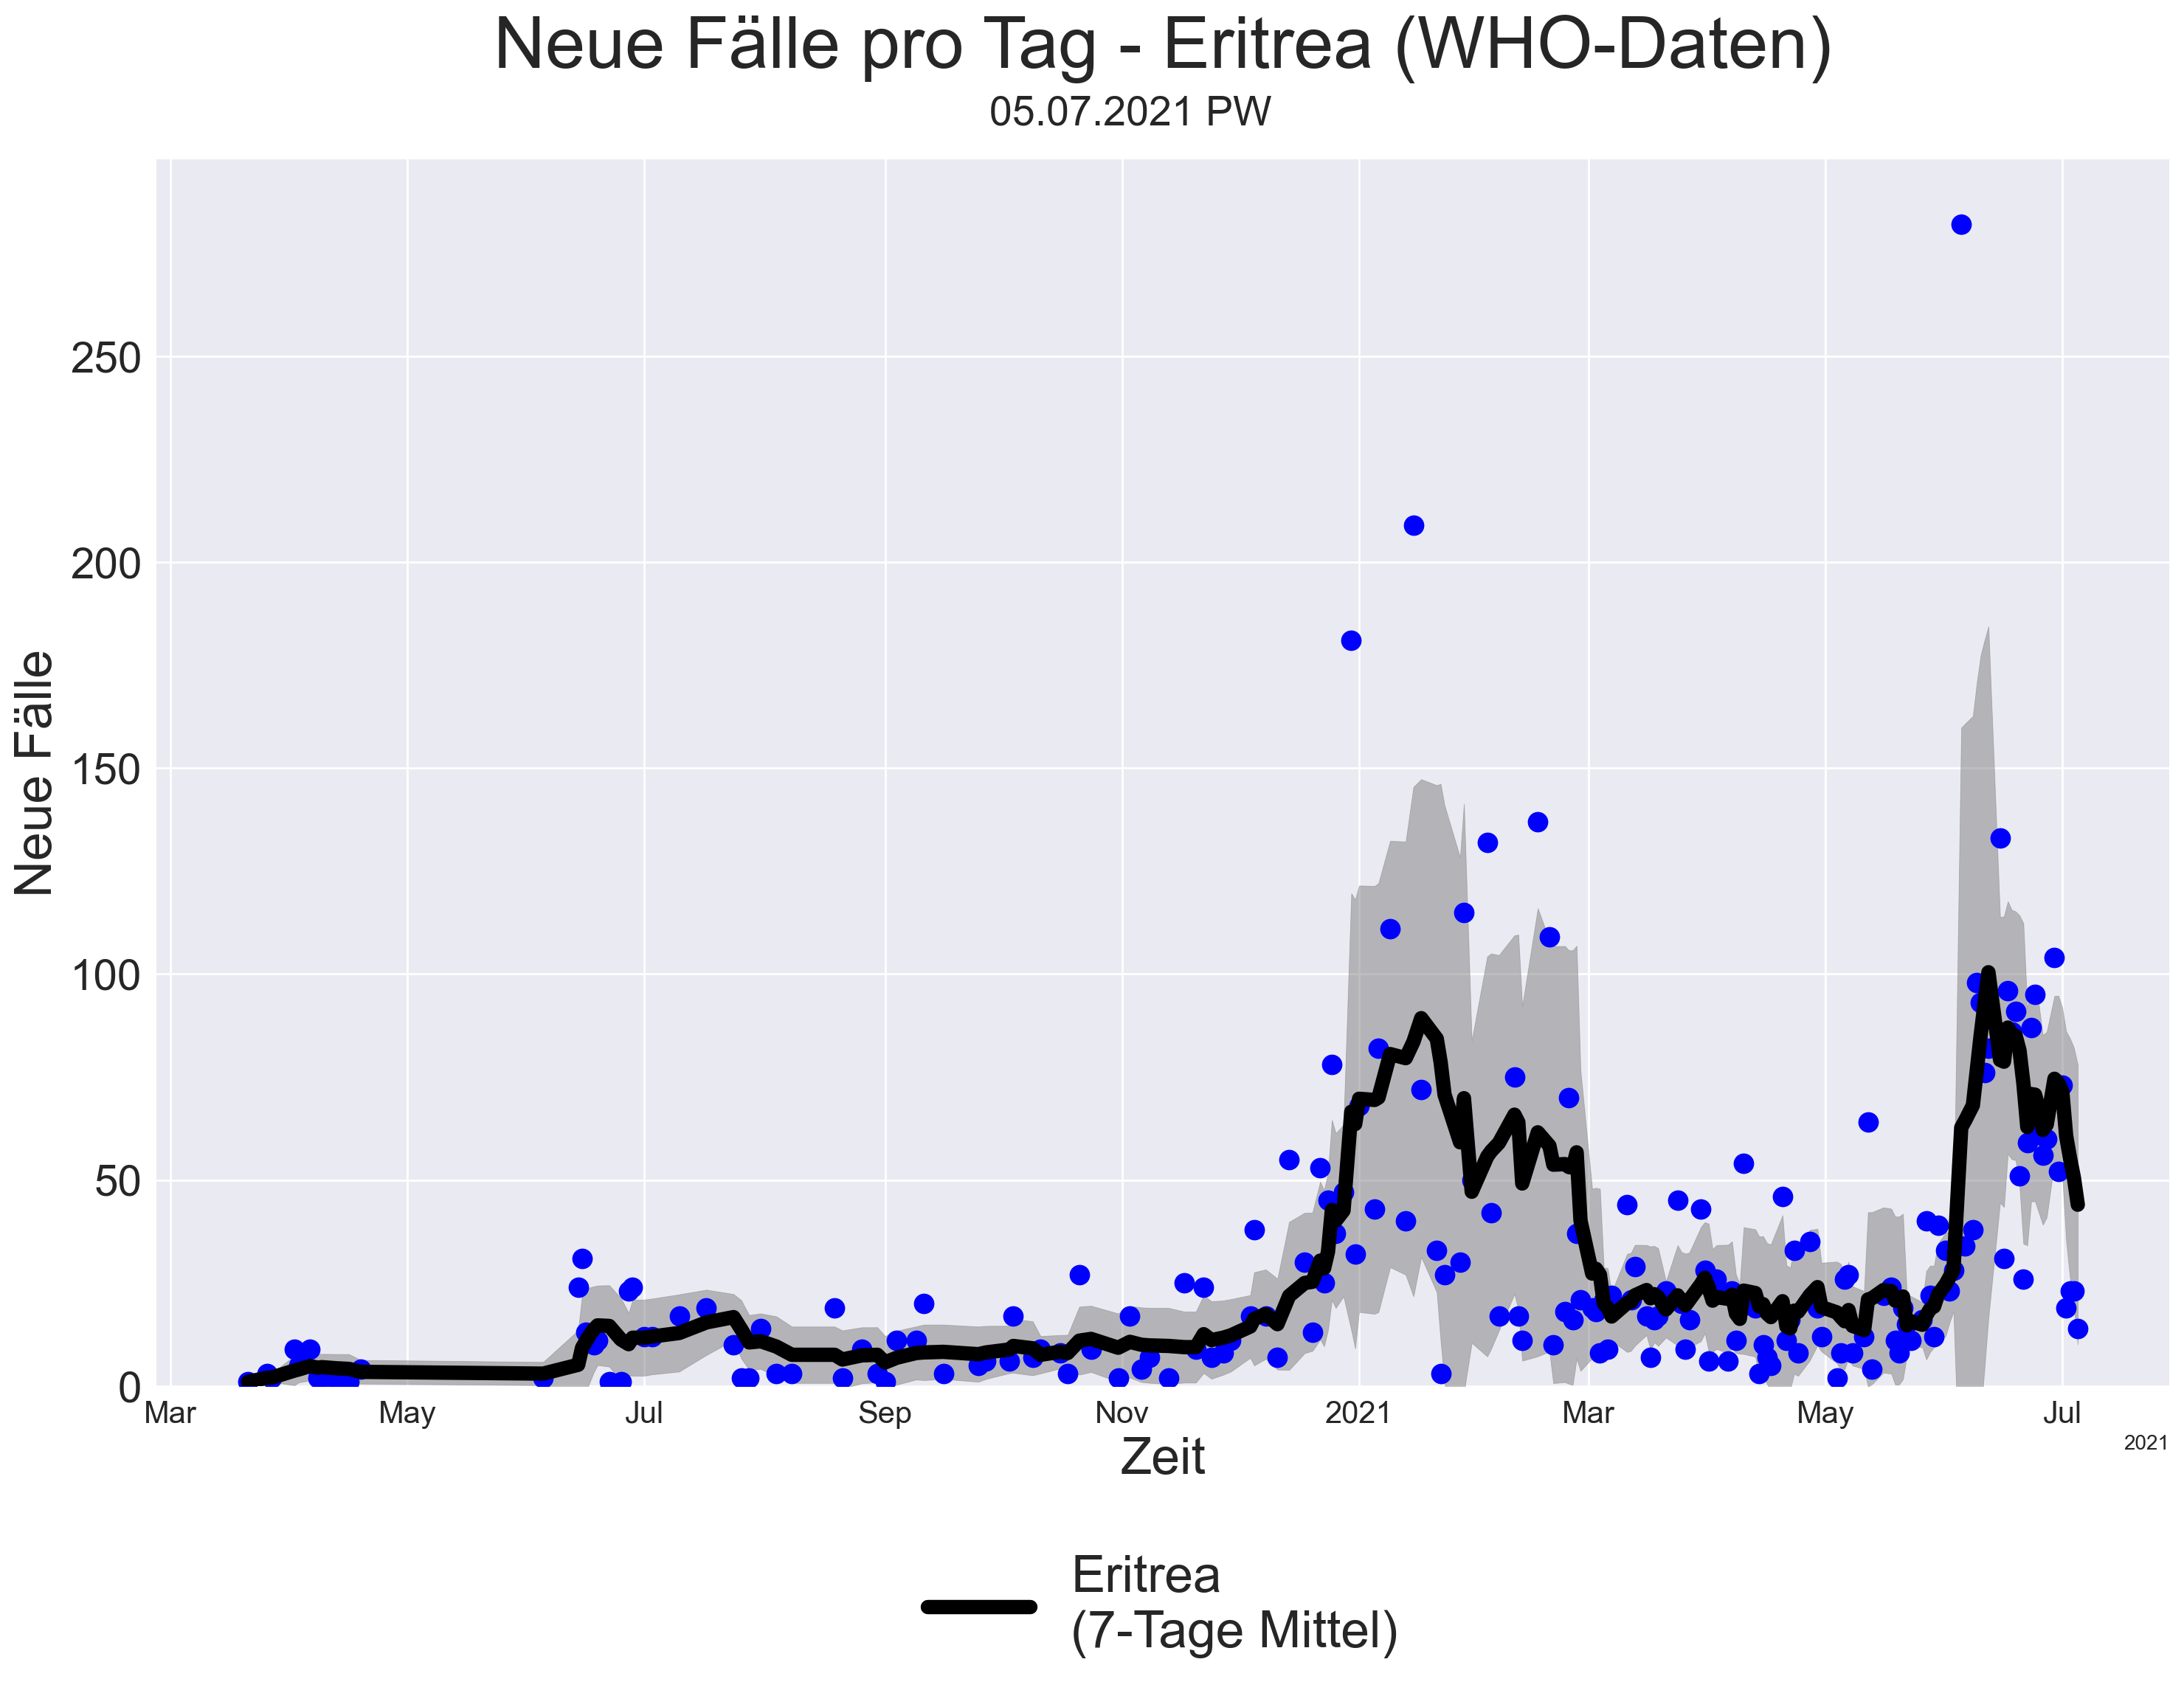 Neue Fälle pro Tag - Eritrea (WHO-Daten)
05.07.2021 PW
Neue Fälle
250
200
150
100
50
0
Mar May Jul Sep Nov 2021 Mar May Jul
2021
Zeit
Eritrea
(7-Tage Mittel)